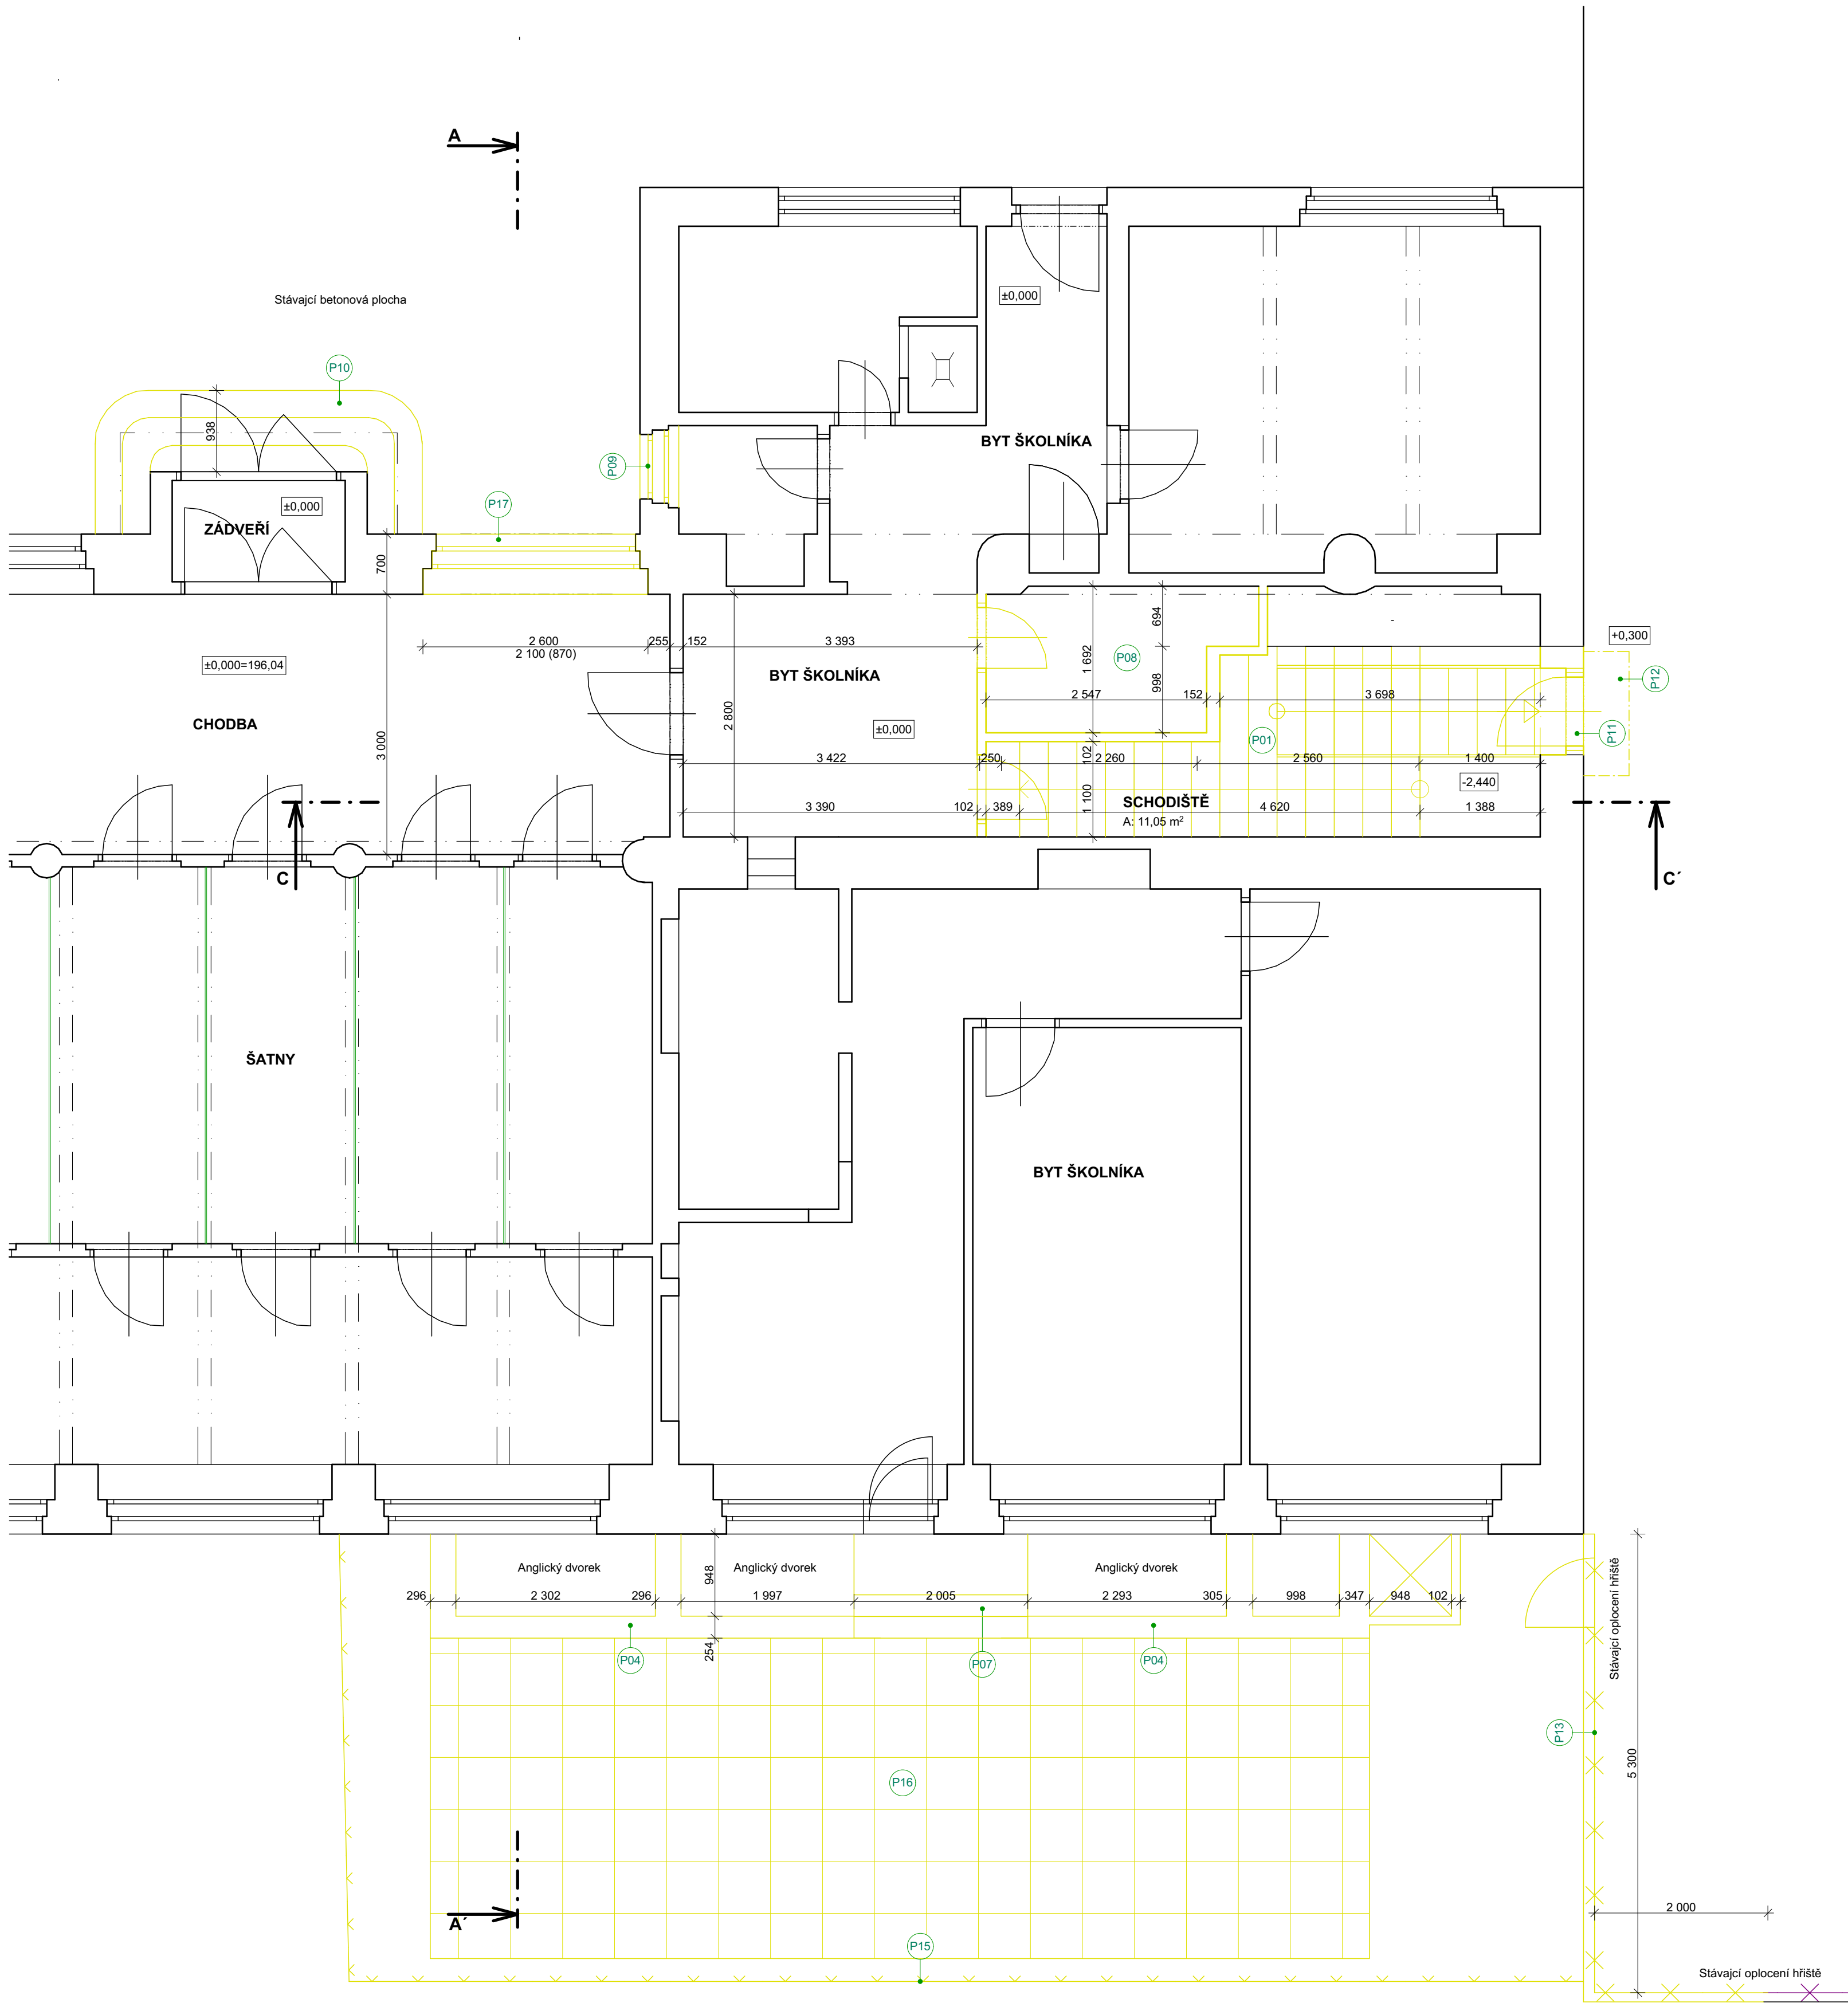 A
Stávajcí betonová plocha
±0,000
P10
938
BYT ŠKOLNÍKA
P09
±0,000
P17
ZÁDVEŘÍ
700
694
+0,300
2 600
255
152
3 393
2 100 (870)
±0,000=196,04
BYT ŠKOLNÍKA
1 692
P08
998
P12
2 547
152
3 698
CHODBA
2 800
±0,000
P01
P11
3 000
3 422
250
102
2 260
2 560
1 400
-2,440
1 100
SCHODIŠTĚ
3 390
102
389
4 620
1 388
A: 11,05 m²
C
C´
ŠATNY
BYT ŠKOLNÍKA
Anglický dvorek
948
Anglický dvorek
Anglický dvorek
Stávajcí oplocení hřiště
296
2 302
296
1 997
2 005
2 293
305
998
347
948
102
254
P04
P07
P04
P13
5 300
P16
2 000
A´
P15
Stávajcí oplocení hřiště